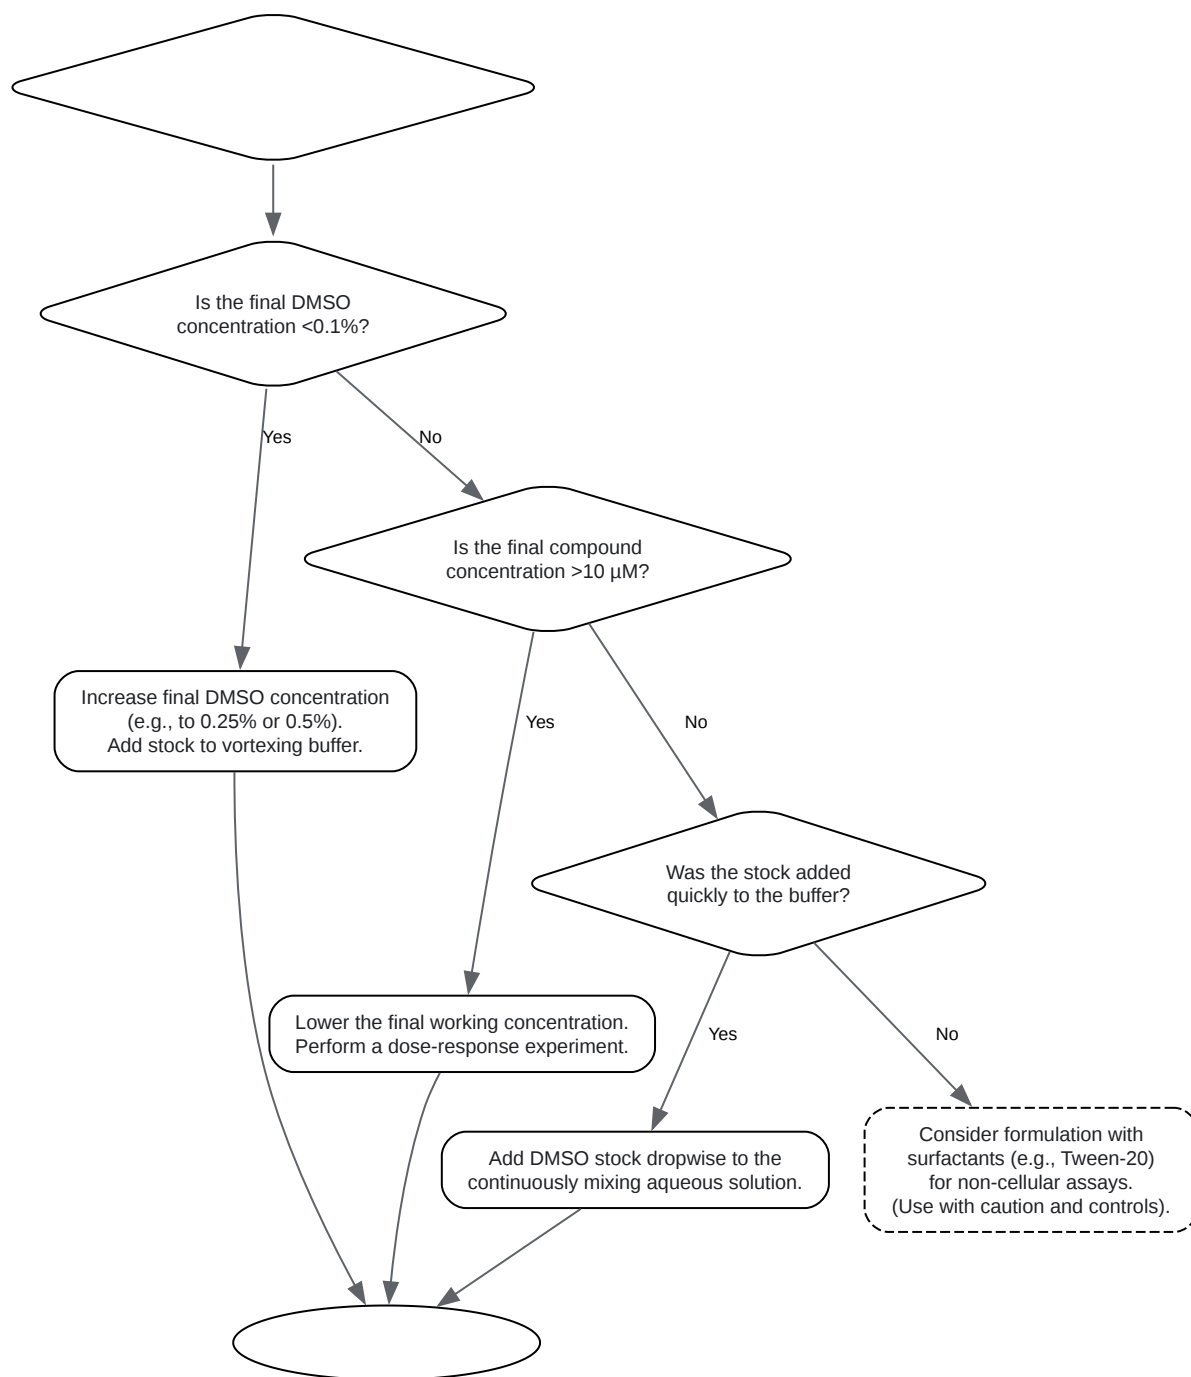 Is the final DMSO
concentration <0.1%?
Yes
No
Is the final compound
concentration >10 µM?
Increase final DMSO concentration
(e.g., to 0.25% or 0.5%).
Add stock to vortexing buffer.
Yes
No
Was the stock added
quickly to the buffer?
Lower the final working concentration.
Perform a dose-response experiment.
Yes
No
Add DMSO stock dropwise to the
continuously mixing aqueous solution.
Consider formulation with
surfactants (e.g., Tween-20)
for non-cellular assays.
(Use with caution and controls).